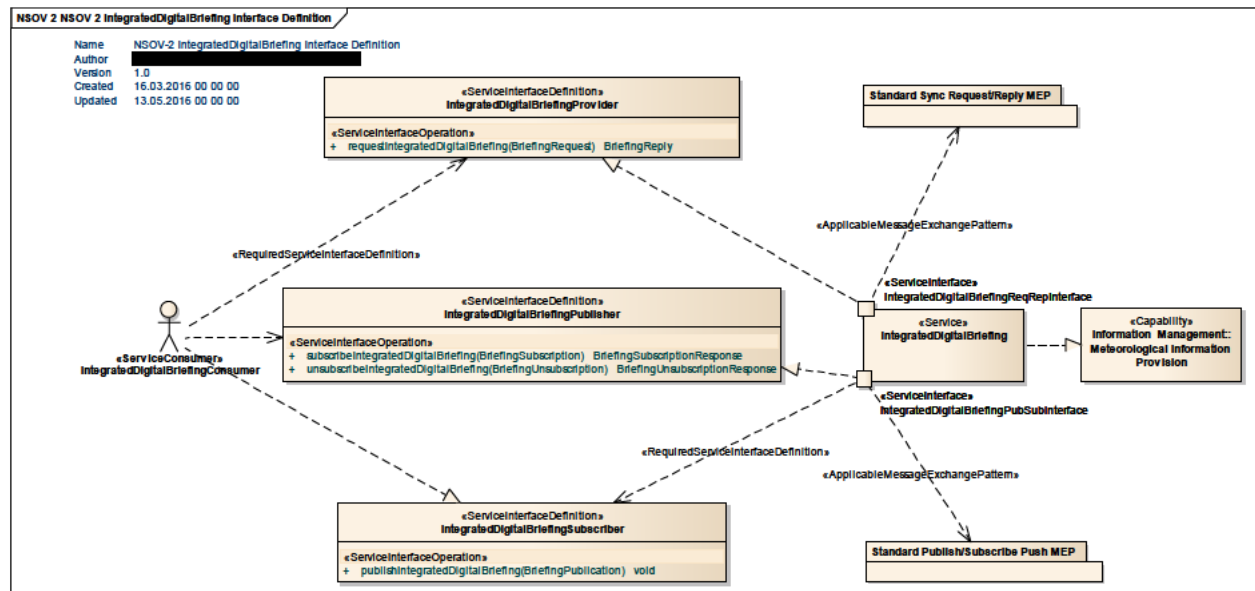 NSOV 2 NSOV 2 IntegratedDigitalBriefing Interface Definition
Name NSOV-2 IntegratedDigitalBriefing Interface Definition
Author
Version 1.0
Created 16.03.2016 00 00 00
Updated 13.05.2016 00 00 00
«ServiceInterfaceDefinition»
IntegratedDigitalBriefingProvider
«ServiceInterfaceOperation»
+ requestIntegratedDigitalBriefing(BriefingRequest) BriefingReply
Standard Sync Request/Reply MEP
«ApplicableMessageExchangePattern»
«RequiredServiceInterfaceDefinition»
«ServiceInterface»
IntegratedDigitalBriefingReqRepInterface
«ServiceInterfaceDefinition»
IntegratedDigitalBriefingPublisher
«ServiceInterfaceOperation»
+ subscribeIntegratedDigitalBriefing(BriefingSubscription) BriefingSubscriptionResponse
+ unsubscribeIntegratedDigitalBriefing(BriefingUnsubscription) BriefingUnsubscriptionResponse
«Service»
IntegratedDigitalBriefing
«Capability»
Information Management::
Meteorological Information
Provision
«ServiceConsumer»
IntegratedDigitalBriefingConsumer
«ServiceInterface»
IntegratedDigitalBriefingPubSubInterface
«RequiredServiceInterfaceDefinition»
«ApplicableMessageExchangePattern»
«ServiceInterfaceDefinition»
IntegratedDigitalBriefingSubscriber
«ServiceInterfaceOperation»
+ publishIntegratedDigitalBriefing(BriefingPublication) void
Standard Publish/Subscribe Push MEP